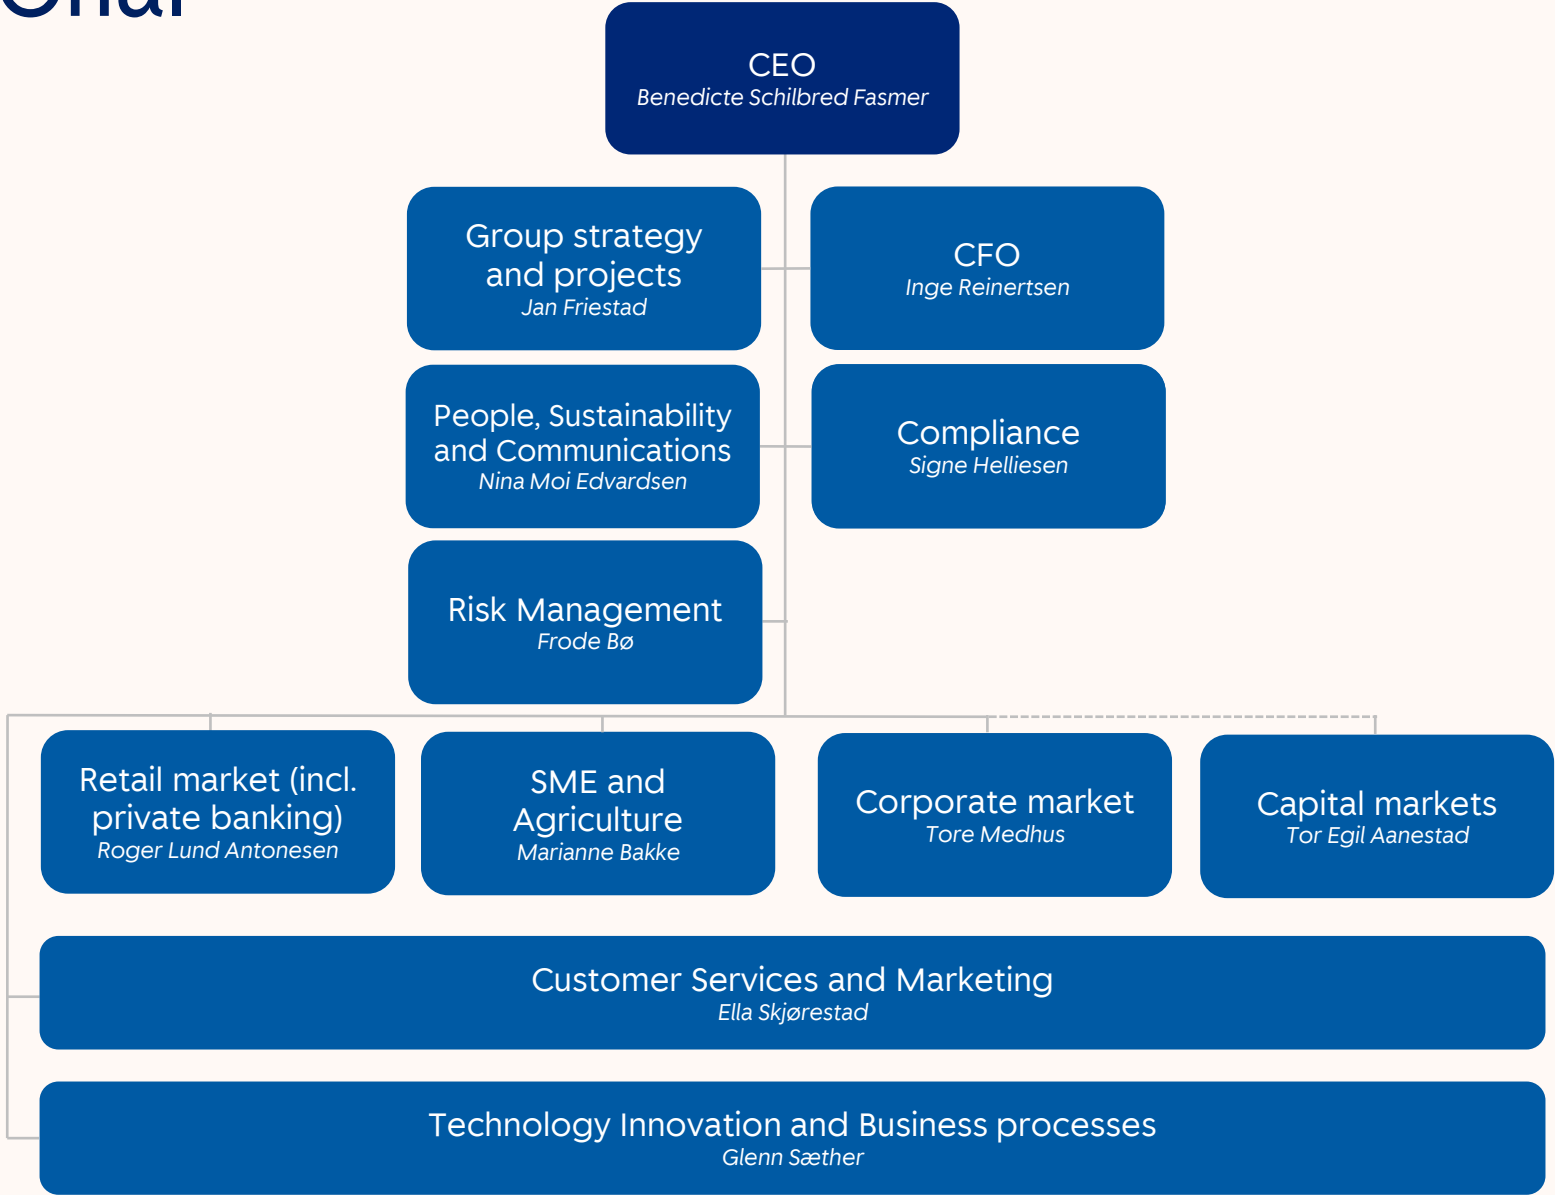 CEO
Benedicte Schilbred Fasmer
Group strategy
and projects
Jan Friestad
CFO
Inge Reinertsen
People, Sustainability
and Communications
Nina Moi Edvardsen
Compliance
Signe Helliesen
Risk Management
Frode Bø
Retail market (incl.
private banking)
Roger Lund Antonesen
SME and
Agriculture
Marianne Bakke
Corporate market
Tore Medhus
Capital markets
Tor Egil Aanestad
Customer Services and Marketing
Ella Skjørestad
Technology Innovation and Business processes
Glenn Sæther